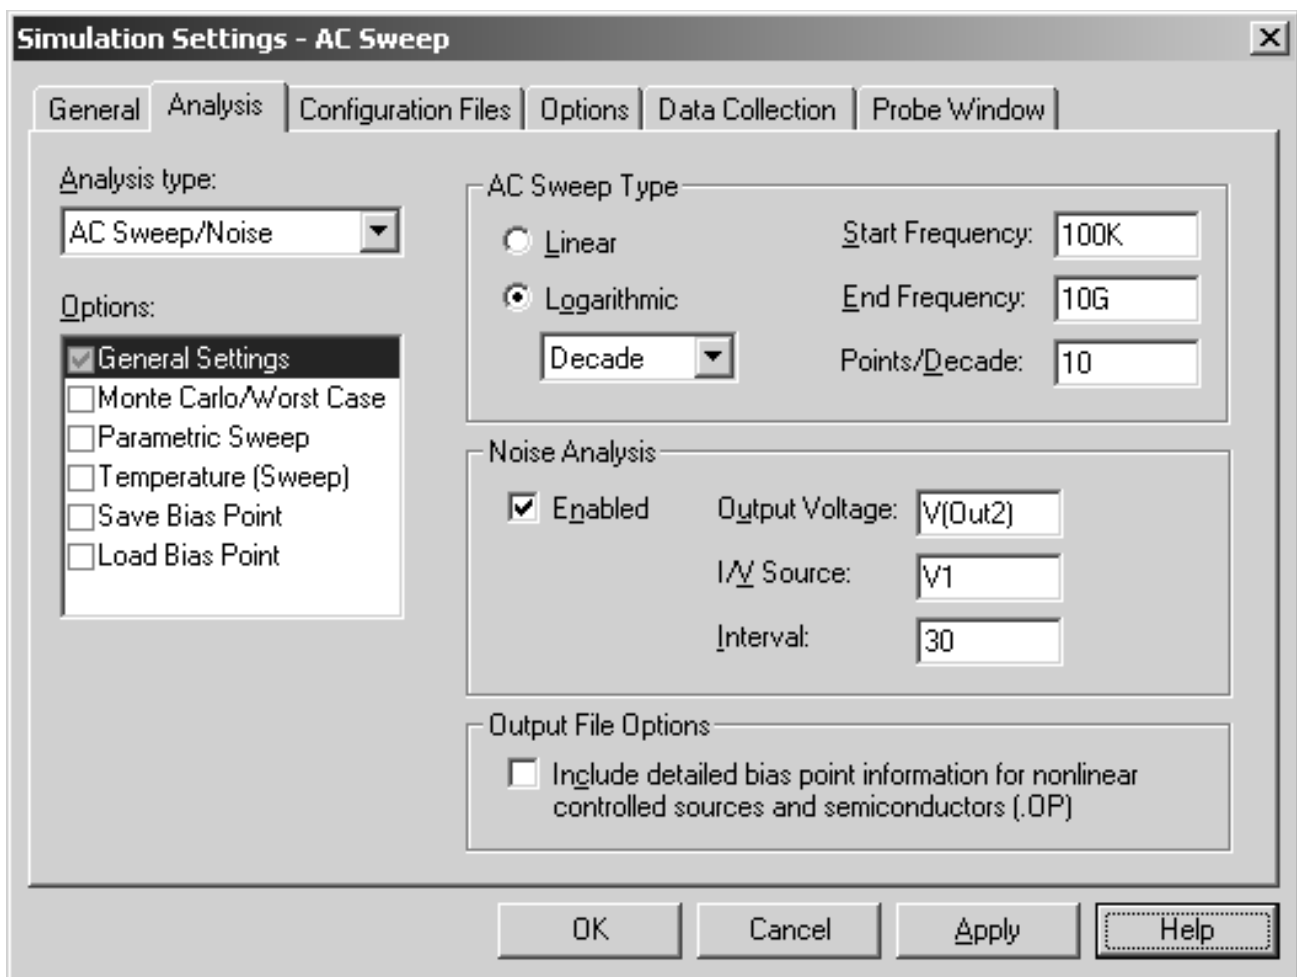 Simulation Settings - AC Sweep
General Analysis Configuration Files Options Data Collection Probe Window
Analysis type:
AC Sweep/Noise
Options:
General Settings
Monte Carlo/Worst Case
Parametric Sweep
Temperature (Sweep)
Save Bias Point
Load Bias Point
AC Sweep Type
Linear
Logarithmic
Decade
Start Frequency: 100K
End Frequency: 10G
Points/Decade: 10
Noise Analysis
Enabled
Output Voltage: V(Out2)
I/V Source: V1
Interval: 30
Output File Options
Include detailed bias point information for nonlinear
controlled sources and semiconductors (.OP)
OK Cancel Apply Help